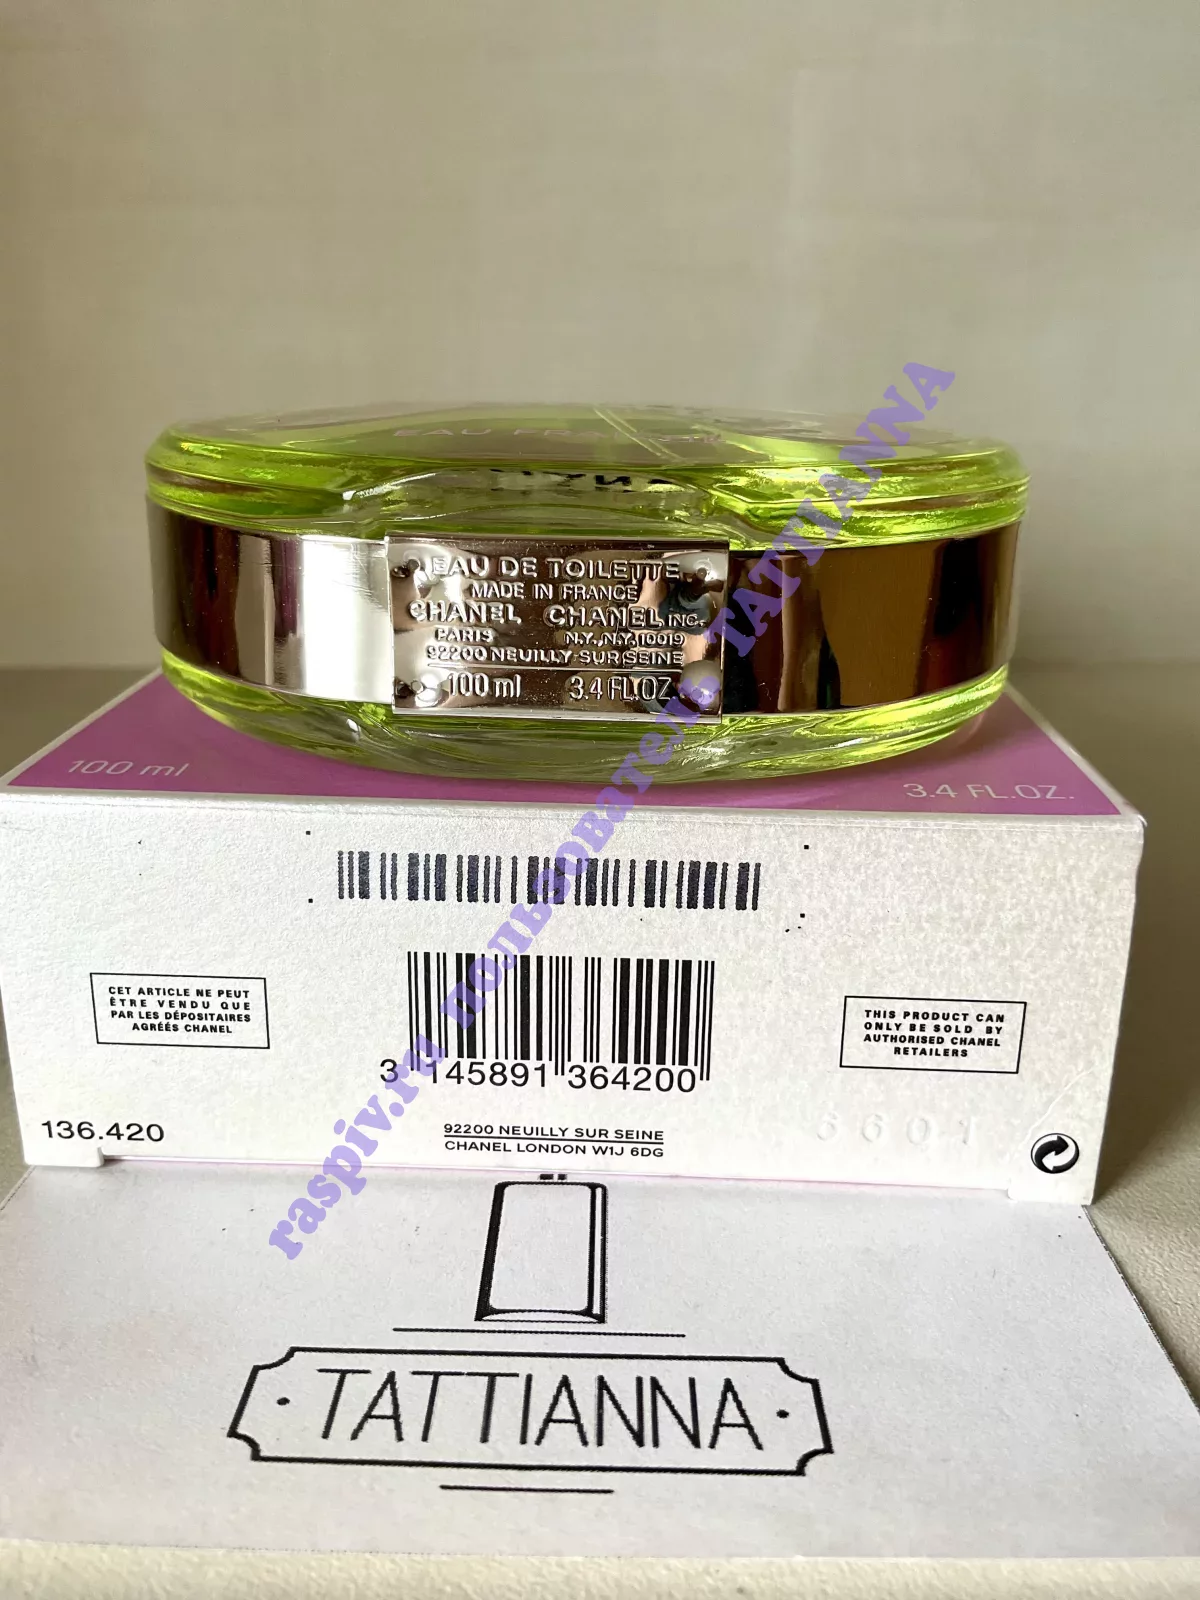 EAU FRAÎCHE
EAU DE TOILETTE
MADE IN FRANCE
CHANEL CHANEL INC.
PARIS N.Y., N.Y. 10019
92200 NEUILLY-SUR SEINE
100 ml 3.4 FL.OZ.
100 ml 3.4 FL.OZ.
CET ARTICLE NE PEUT
ÊTRE VENDU QUE
PAR LES DÉPOSITAIRES
AGRÉÉS CHANEL
3 145891 364200
THIS PRODUCT CAN
ONLY BE SOLD BY
AUTHORISED CHANEL
RETAILERS
136.420
92200 NEUILLY SUR SEINE
CHANEL LONDON W1J 6DG
5601
TATTIANNA
raspiv.ru пользователь TATTIANNA